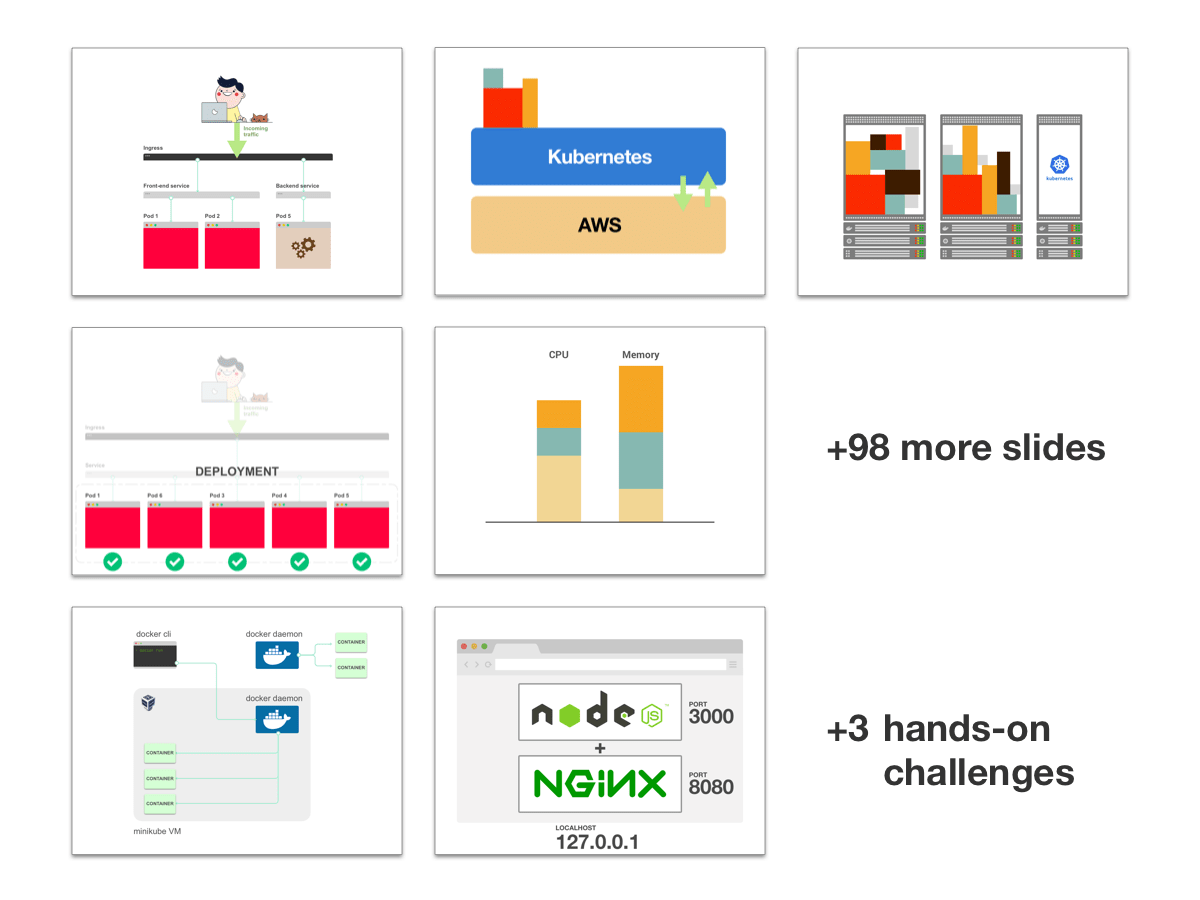 Incoming
traffic
Ingress
Front-end service
Backend service
Pod 1
Pod 2
Pod 5
Kubernetes
AWS
kubernetes
Incoming
traffic
Ingress
Service
DEPLOYMENT
Pod 1
Pod 6
Pod 3
Pod 4
Pod 5
CPU
Memory
+98 more slides
docker cli
docker daemon
CONTAINER
CONTAINER
docker daemon
CONTAINER
CONTAINER
CONTAINER
minikube VM
node
JS
PORT
3000
+
NGiNX
PORT
8080
LOCALHOST
127.0.0.1
+3 hands-on
challenges